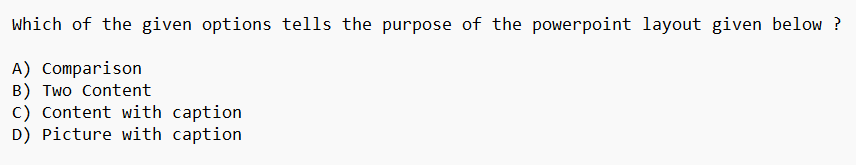 Which of the given options tells the purpose of the powerpoint layout given below ?
A) Comparison
B) Two Content
C) Content with caption
D) Picture with caption